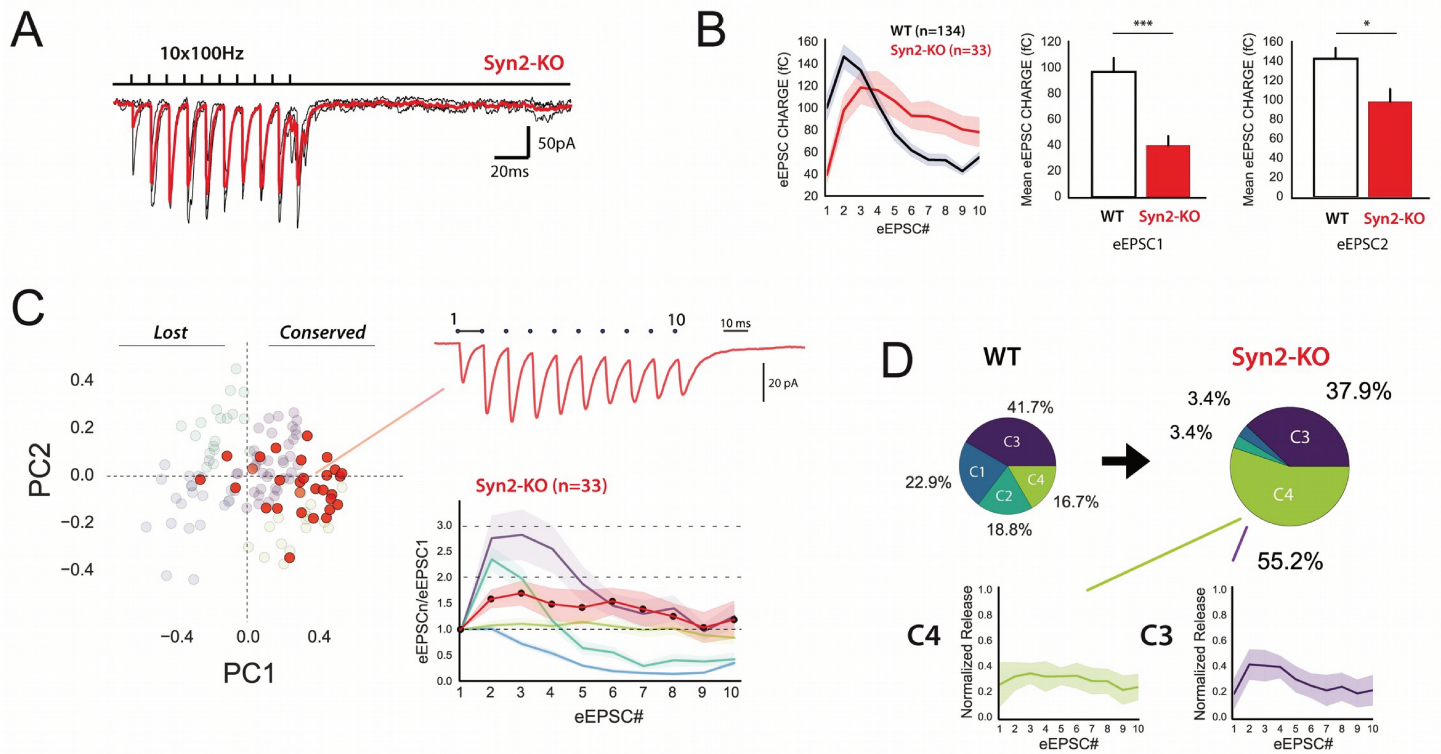 A
10x100Hz
Syn2-KO
50pA
20ms
B
WT (n=134)
Syn2-KO (n=33)
eEPSC CHARGE (fC)
160
140
120
100
80
60
40
20
1 2 3 4 5 6 7 8 9 10
eEPSC#
***
Mean eEPSC CHARGE (fC)
120
100
80
60
40
20
0
WT Syn2-KO
eEPSC1
*
Mean eEPSC CHARGE (fC)
160
140
120
100
80
60
40
20
0
WT Syn2-KO
eEPSC2
C
Lost Conserved
PC2
0.4
0.2
0.0
−0.2
−0.4
−0.4 0.0 0.4
PC1
1 10
10 ms
20 pA
Syn2-KO (n=33)
eEPSCn/eEPSC1
3.0
2.5
2.0
1.5
1.0
0.5
0.0
1 2 3 4 5 6 7 8 9 10
eEPSC#
D
WT
41.7%
C3
C1
C4
C2
22.9%
16.7%
18.8%
Syn2-KO
37.9%
3.4%
3.4%
C3
C4
55.2%
C4
Normalized Release
1.0
0.8
0.6
0.4
0.2
0.0
1 2 3 4 5 6 7 8 9 10
eEPSC#
C3
Normalized Release
1.0
0.8
0.6
0.4
0.2
0.0
1 2 3 4 5 6 7 8 9 10
eEPSC#